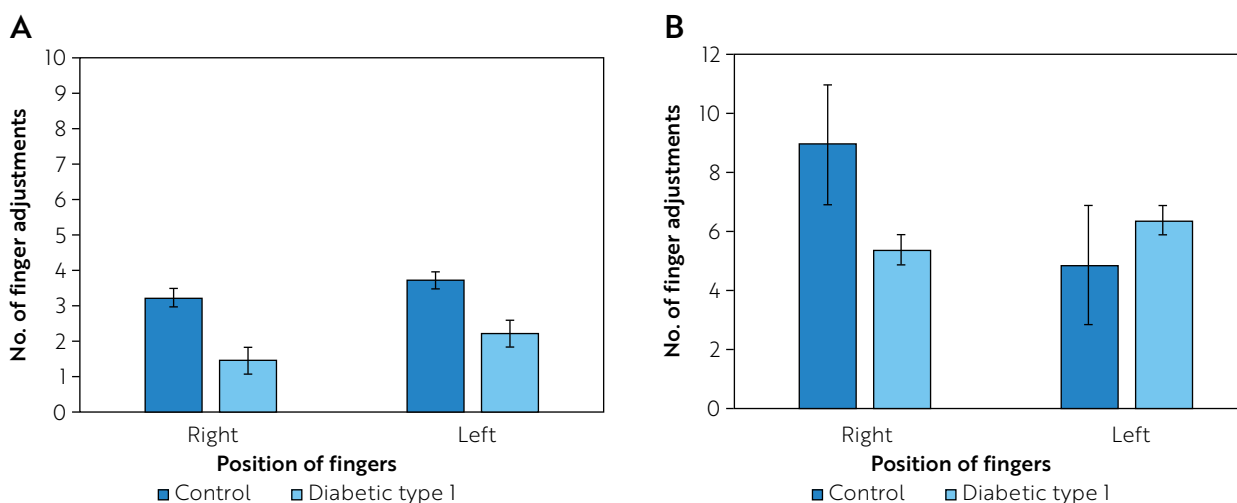 A
No. of finger adjustments
10
9
8
7
6
5
4
3
2
1
0
Right
Left
Position of fingers
Control
Diabetic type 1
B
No. of finger adjustments
12
10
8
6
4
2
0
Right
Left
Position of fingers
Control
Diabetic type 1